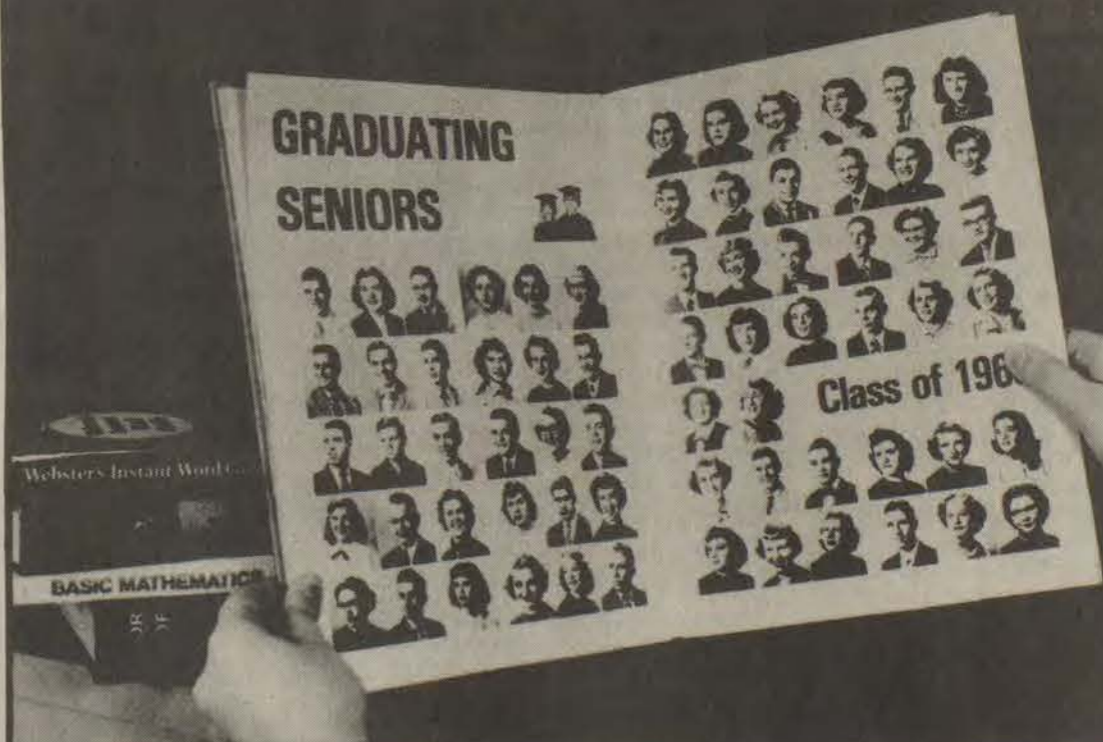 GRADUATING
SENIORS
Class of 196
Webster's Instant Word
BASIC MATHEMATICS